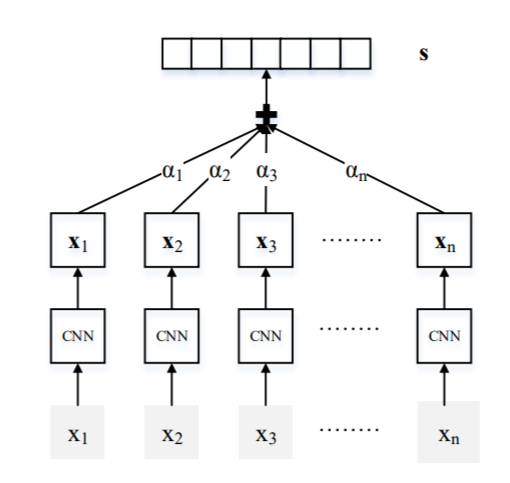 s
α1 α2 α3 αn
x1 x2 x3 ........ xn
CNN CNN CNN ........ CNN
x1 x2 x3 ........ xn